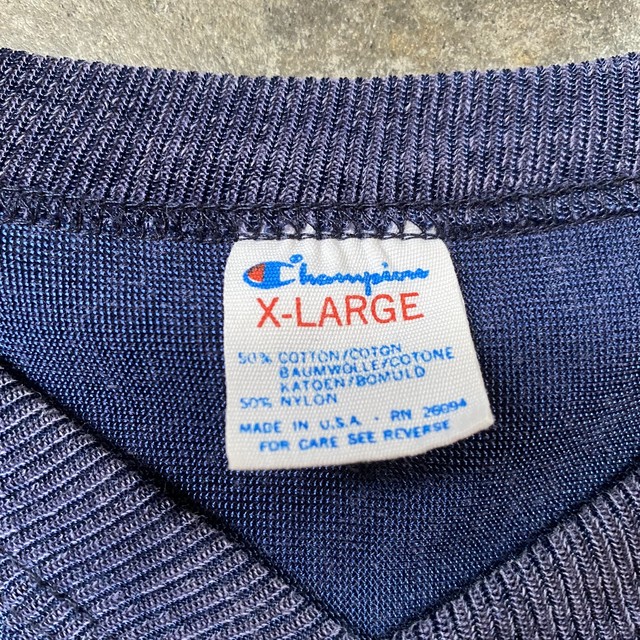 Champion
X-LARGE
50% COTTON/COTON
BAUMWOLLE/COTONE
KATOEN/BOMULD
50% NYLON
MADE IN U.S.A. · RN 26094
FOR CARE SEE REVERSE